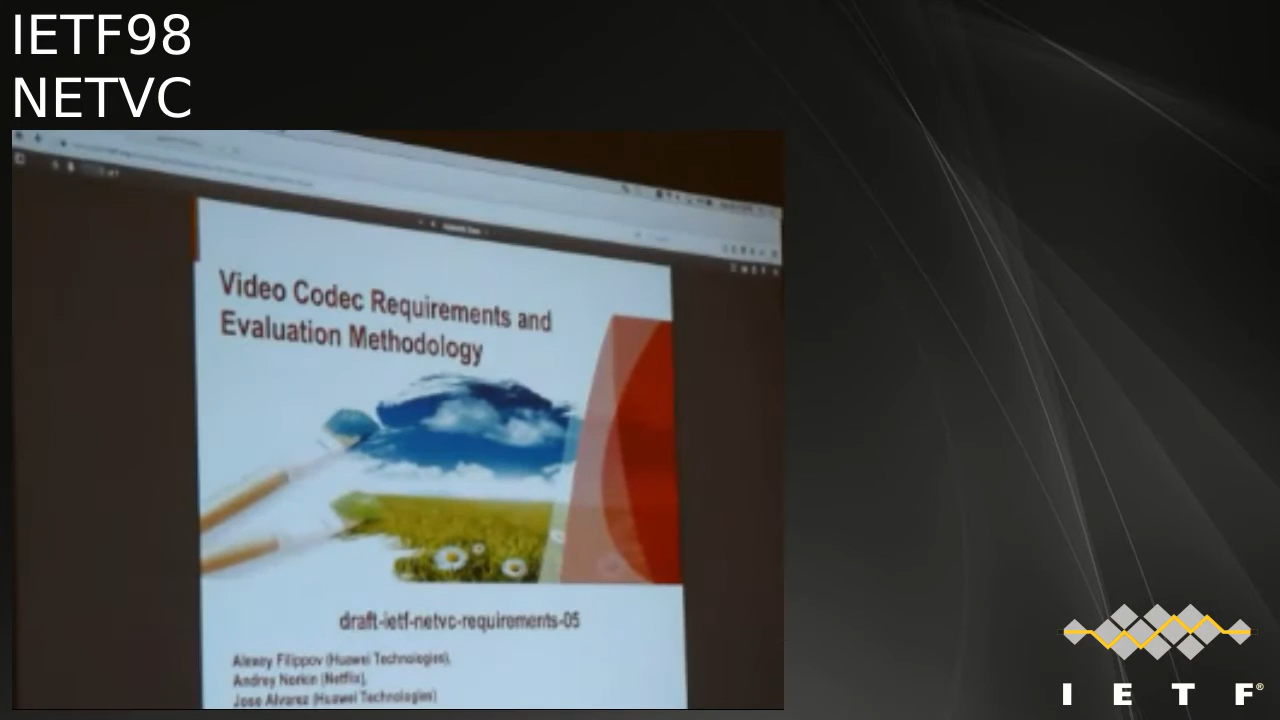 IETF98
NETVC
Video Codec Requirements and
Evaluation Methodology
draft-ietf-netvc-requirements-05
Alexey Filippov (Huawei Technologies),
Andrey Norkin (Netflix),
Jose Alvarez (Huawei Technologies)
I E T F®